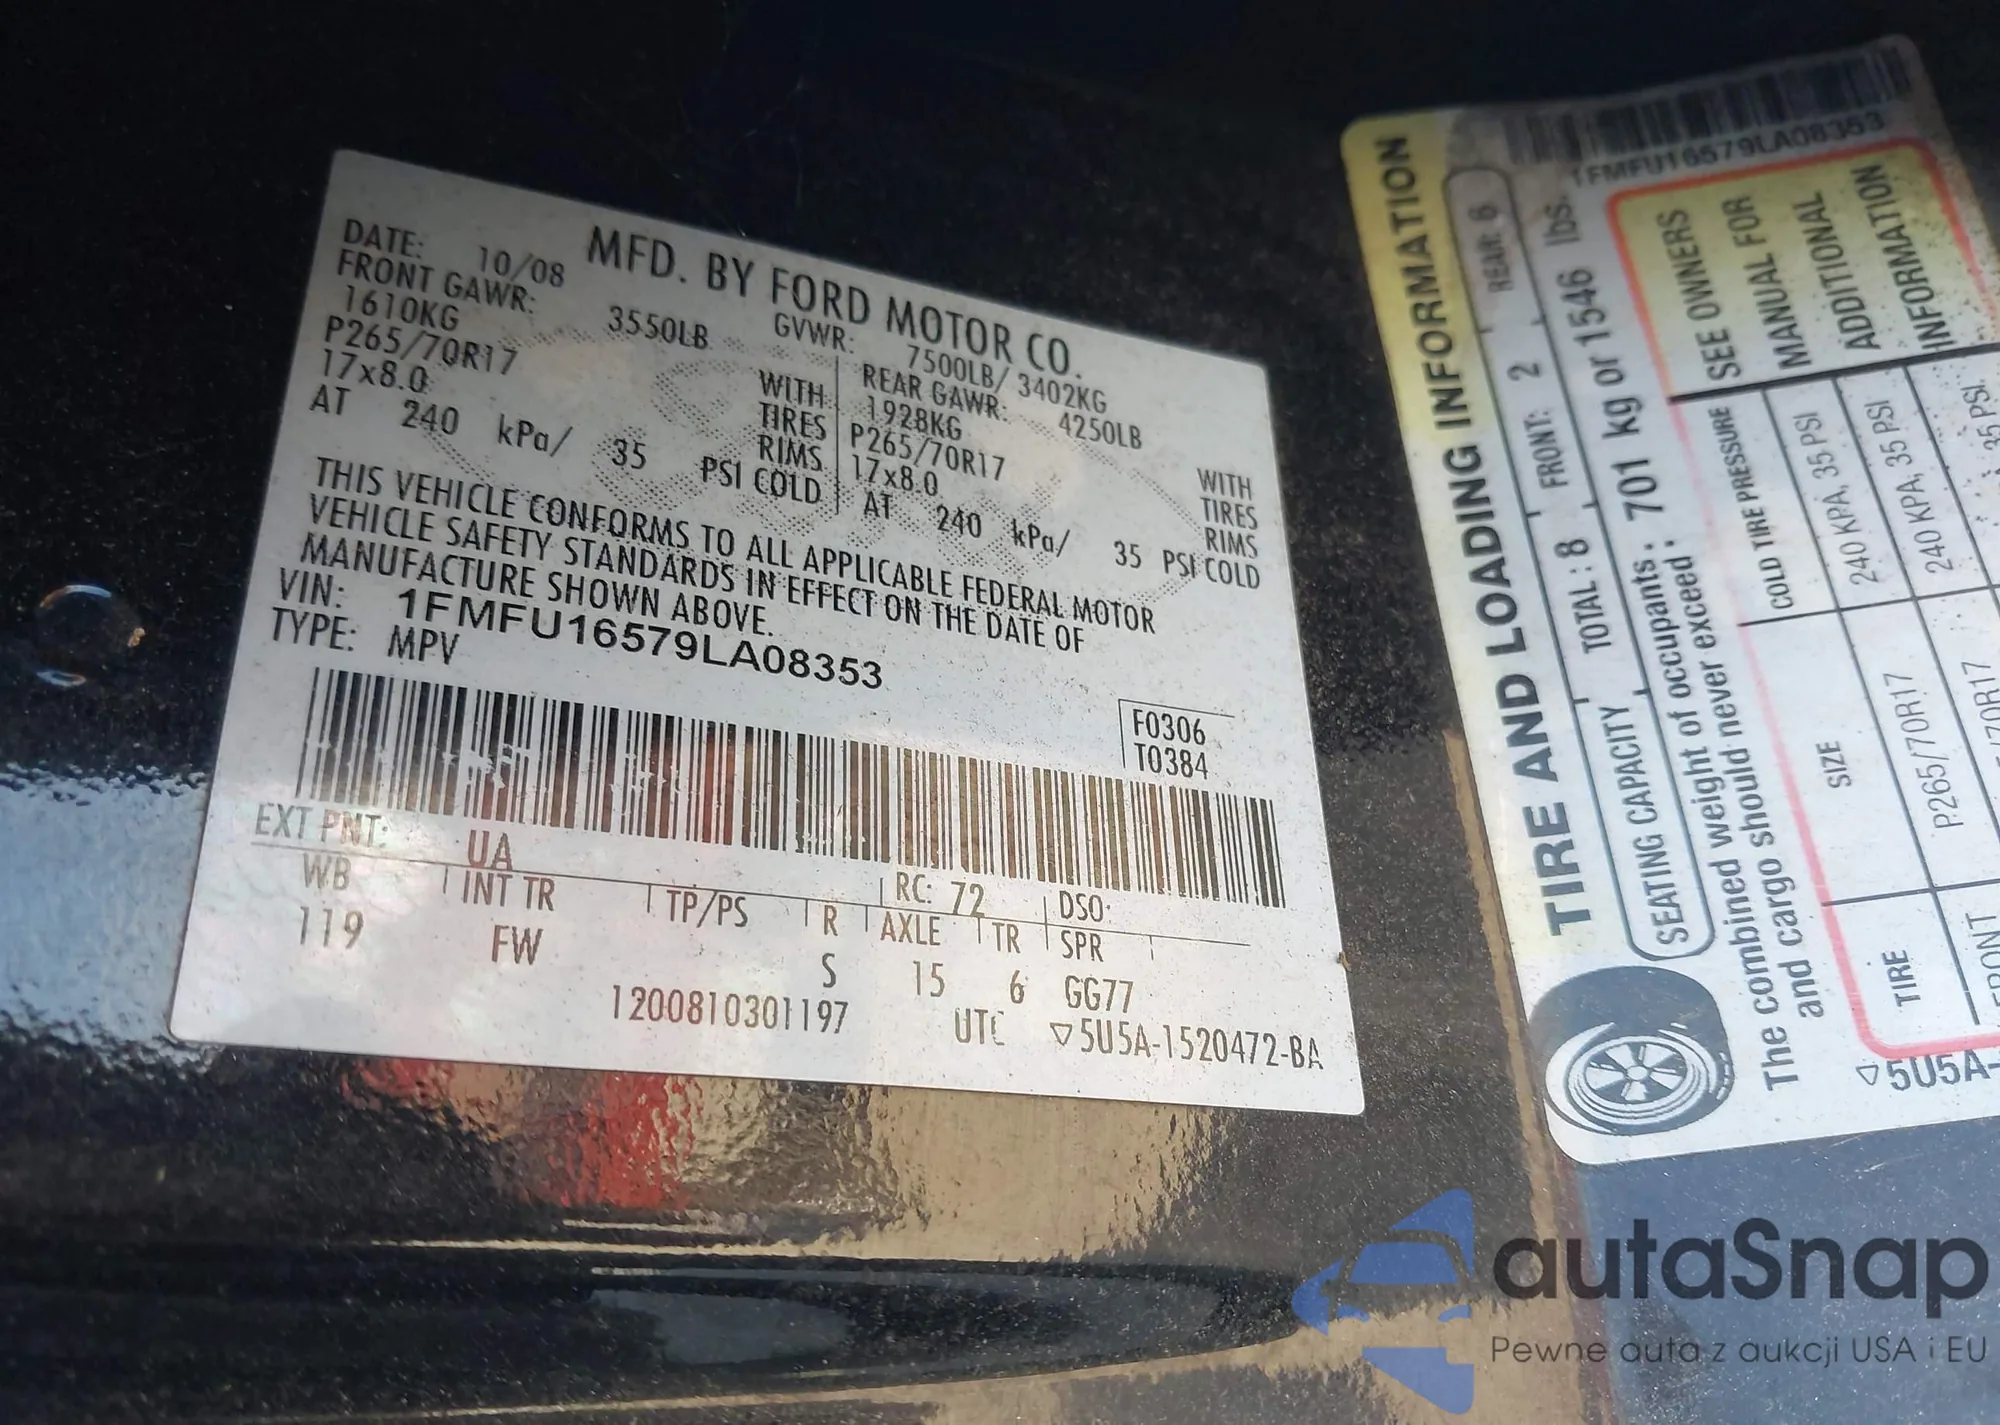 MFD. BY FORD MOTOR CO.
DATE: 10/08 GVWR: 7500LB/ 3402KG
FRONT GAWR: 3550LB REAR GAWR: 4250LB
1610KG WITH 1928KG WITH
P265/70R17 TIRES P265/70R17 TIRES
17x8.0 RIMS 17x8.0 RIMS
AT 240 kPa/ 35 PSI COLD AT 240 kPa/ 35 PSI COLD
THIS VEHICLE CONFORMS TO ALL APPLICABLE FEDERAL MOTOR
VEHICLE SAFETY STANDARDS IN EFFECT ON THE DATE OF
MANUFACTURE SHOWN ABOVE.
VIN: 1FMFU16579LA08353
TYPE: MPV
F0306
T0384
EXT PNT: UA RC: 72 DSO:
WB INT TR TP/PS R AXLE TR SPR
119 FW S 15 6 GG77
1200810301197 UTC ▽5U5A-1520472-BA
TIRE AND LOADING INFORMATION
SEATING CAPACITY TOTAL: 8 FRONT: 2 REAR: 6
The combined weight of occupants
and cargo should never exceed: 701 kg or 1546 lbs.
1FMFU16579LA08353
TIRE SIZE COLD TIRE PRESSURE
P265/70R17 240 KPA, 35 PSI
FRONT
P265/70R17 240 KPA, 35 PSI
/70R17 35 PSI
SEE OWNERS
MANUAL FOR
ADDITIONAL
INFORMATION
▽5U5A-
autaSnap
Pewne auta z aukcji USA i EU